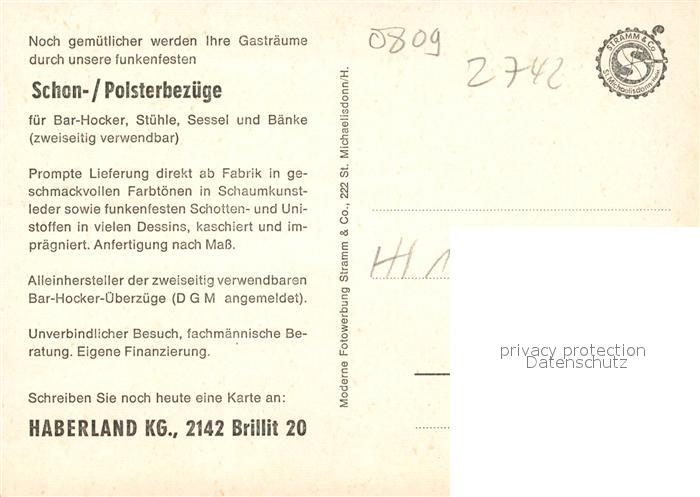 Noch gemütlicher werden Ihre Gasträume
durch unsere funkenfesten
Schon-/Polsterbezüge
für Bar-Hocker, Stühle, Sessel und Bänke
(zweiseitig verwendbar)
Prompte Lieferung direkt ab Fabrik in ge-
schmackvollen Farbtönen in Schaumkunst-
leder sowie funkenfesten Schotten- und Uni-
stoffen in vielen Dessins, kaschiert und im-
prägniert. Anfertigung nach Maß.
Alleinhersteller der zweiseitig verwendbaren
Bar-Hocker-Überzüge (D G M angemeldet).
Unverbindlicher Besuch, fachmännische Be-
ratung. Eigene Finanzierung.
Schreiben Sie noch heute eine Karte an:
HABERLAND KG., 2142 Brillit 20
Moderne Fotowerbung Stramm & Co., 222 St. Michaelisdonn/H.
0809
2742
STRAMM & Co
St. Michaelisdonn
privacy protection
Datenschutz